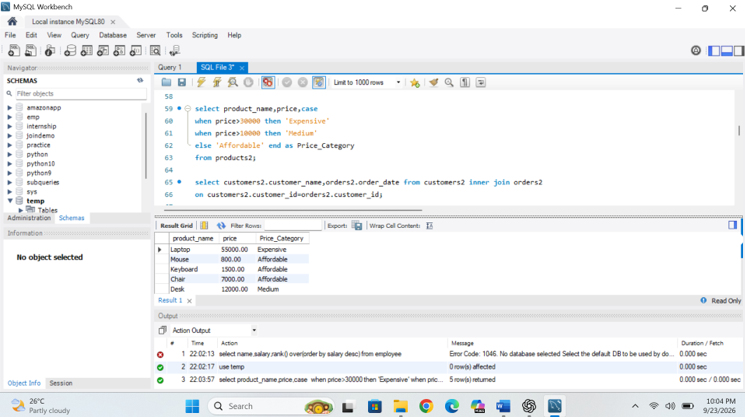 MySQL Workbench
Local instance MySQL80
File Edit View Query Database Server Tools Scripting Help
Navigator
SCHEMAS
Filter objects
amazonapp
emp
internship
joindemo
practice
python
python10
python9
subqueries
sys
temp
Tables
Administration Schemas
Information
No object selected
Object Info Session
Query 1 SQL File 3*
Limit to 1000 rows
58
59 select product_name,price,case
60 when price>30000 then 'Expensive'
61 when price>10000 then 'Medium'
62 else 'Affordable' end as Price_Category
63 from products2;
64
65 select customers2.customer_name,orders2.order_date from customers2 inner join orders2
66 on customers2.customer_id=orders2.customer_id;
Result Grid Filter Rows: Export: Wrap Cell Content:
product_name price Price_Category
Laptop 55000.00 Expensive
Mouse 800.00 Affordable
Keyboard 1500.00 Affordable
Chair 7000.00 Affordable
Desk 12000.00 Medium
Result 1 Read Only
Output
Action Output
# Time Action Message Duration / Fetch
1 22:02:13 select name,salary.rank() over(order by salary desc) from employee Error Code: 1046. No database selected Select the default DB to be used by do... 0.000 sec
2 22:02:17 use temp 0 row(s) affected 0.000 sec
3 22:03:57 select product_name,price,case when price>30000 then 'Expensive' when pric... 5 row(s) returned 0.000 sec / 0.000 sec
26°C
Partly cloudy
Search
10:04 PM
9/23/2026